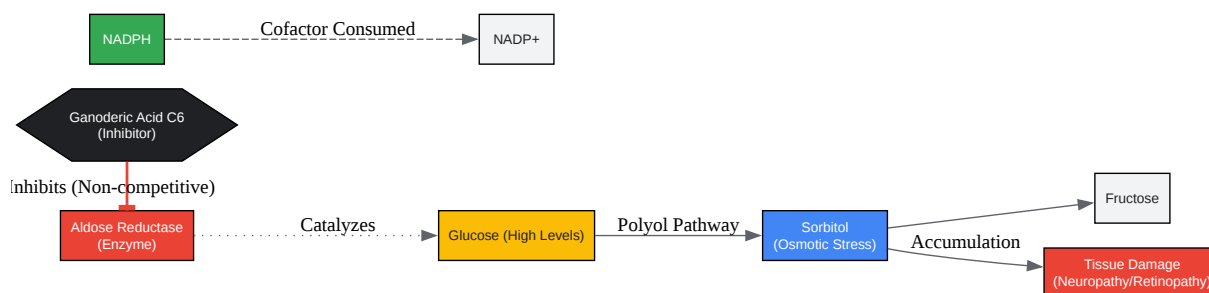 NADPH
Cofactor Consumed
NADP+
Ganoderic Acid C6
(Inhibitor)
Inhibits (Non-competitive)
Aldose Reductase
(Enzyme)
Catalyzes
Glucose (High Levels)
Polyol Pathway
Sorbitol
(Osmotic Stress)
Fructose
Accumulation
Tissue Damage
(Neuropathy/Retinopathy)